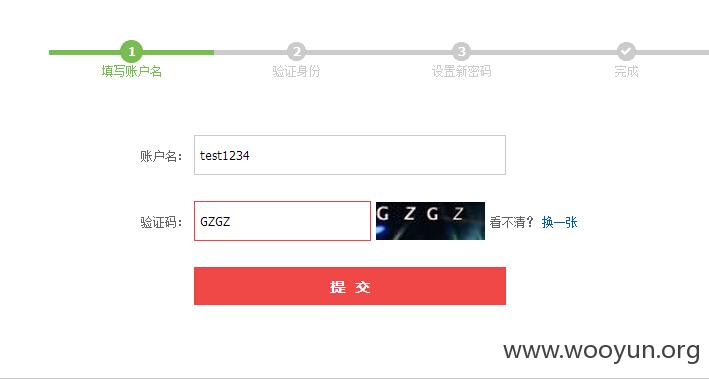 1 2 3
填写账户名 验证身份 设置新密码 完成
账户名： test1234
验证码： GZGZ G Z G Z 看不清？ 换一张
提 交
www.wooyun.org